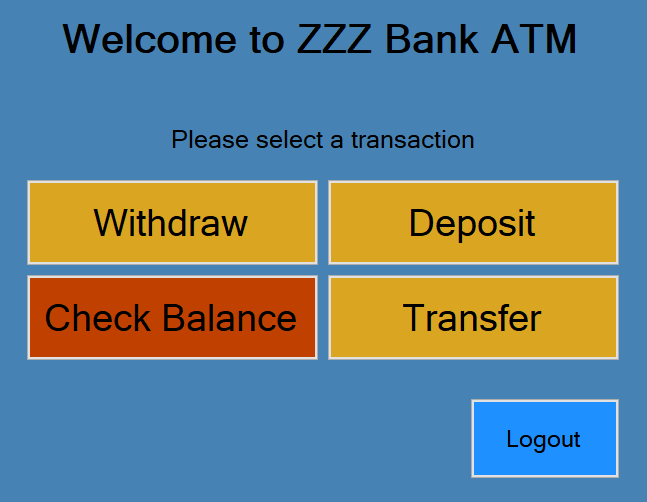 Welcome to ZZZ Bank ATM
Please select a transaction
Withdraw
Deposit
Check Balance
Transfer
Logout